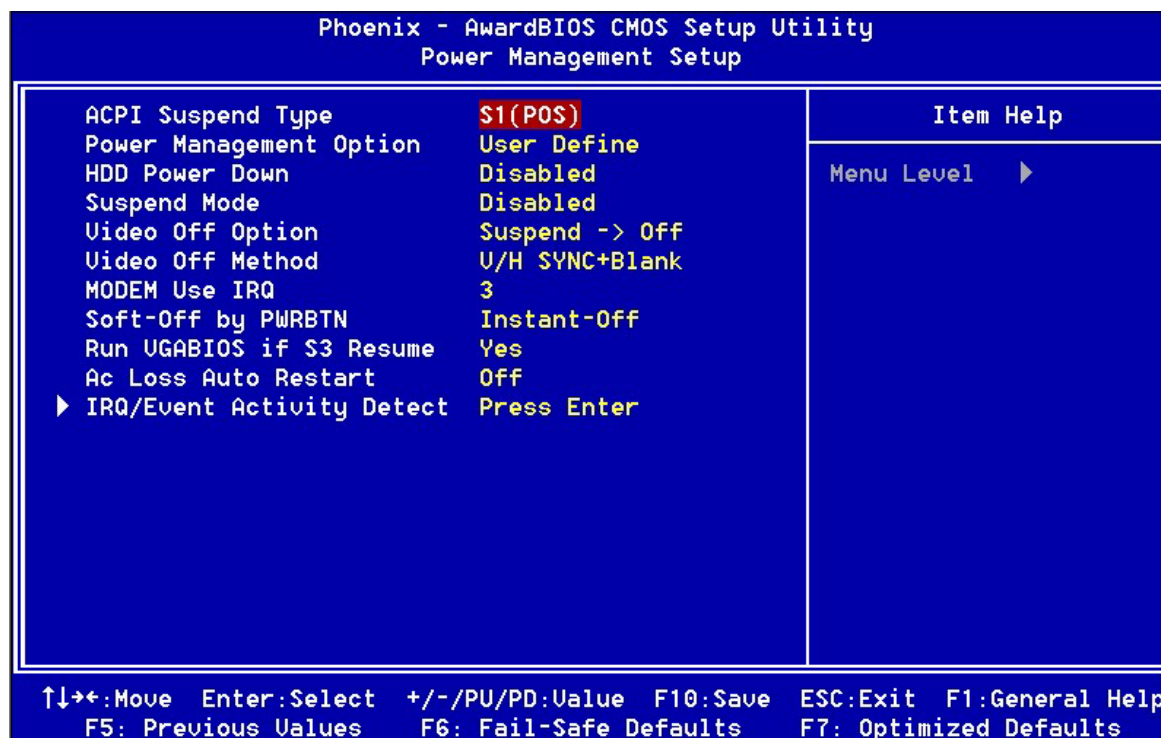 Phoenix - AwardBIOS CMOS Setup Utility
Power Management Setup
ACPI Suspend Type S1(POS)
Power Management Option User Define
HDD Power Down Disabled
Suspend Mode Disabled
Video Off Option Suspend -> Off
Video Off Method V/H SYNC+Blank
MODEM Use IRQ 3
Soft-Off by PWRBTN Instant-Off
Run VGABIOS if S3 Resume Yes
Ac Loss Auto Restart Off
▶ IRQ/Event Activity Detect Press Enter
Item Help
Menu Level ▶
↑↓→←:Move Enter:Select +/-/PU/PD:Value F10:Save ESC:Exit F1:General Help
F5: Previous Values F6: Fail-Safe Defaults F7: Optimized Defaults